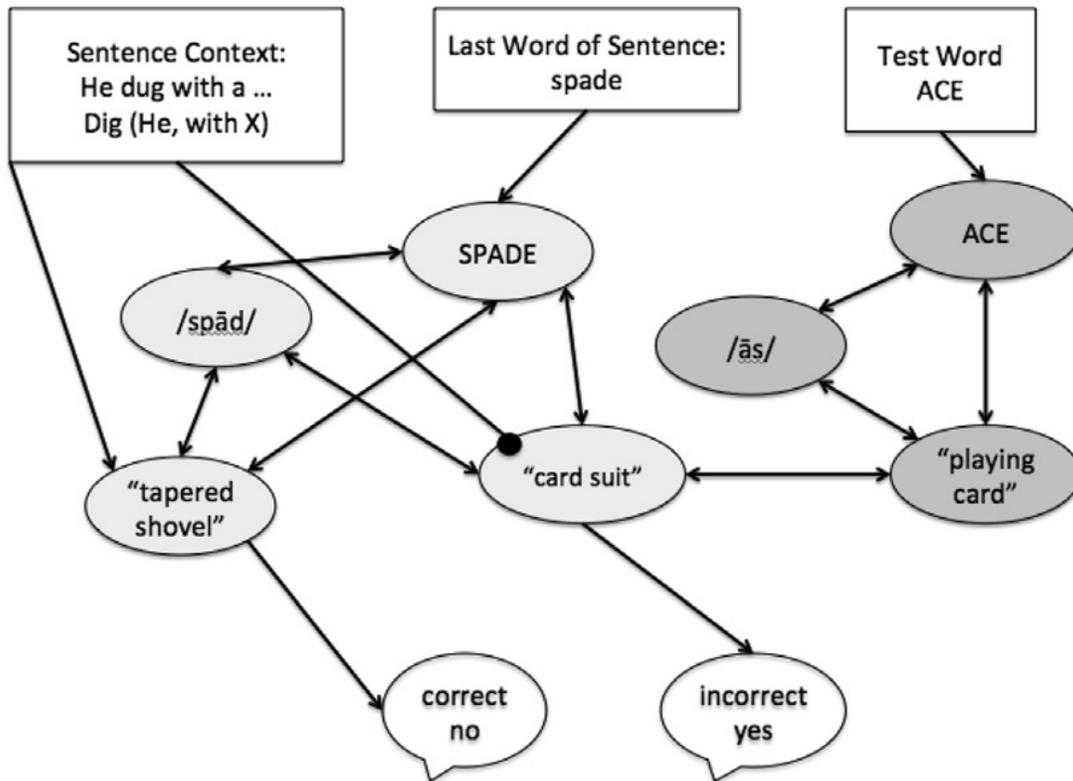 Sentence Context:
He dug with a ...
Dig (He, with X)
Last Word of Sentence:
spade
Test Word
ACE
SPADE
ACE
/spād/
/ās/
“tapered
shovel”
“card suit”
“playing
card”
correct
no
incorrect
yes